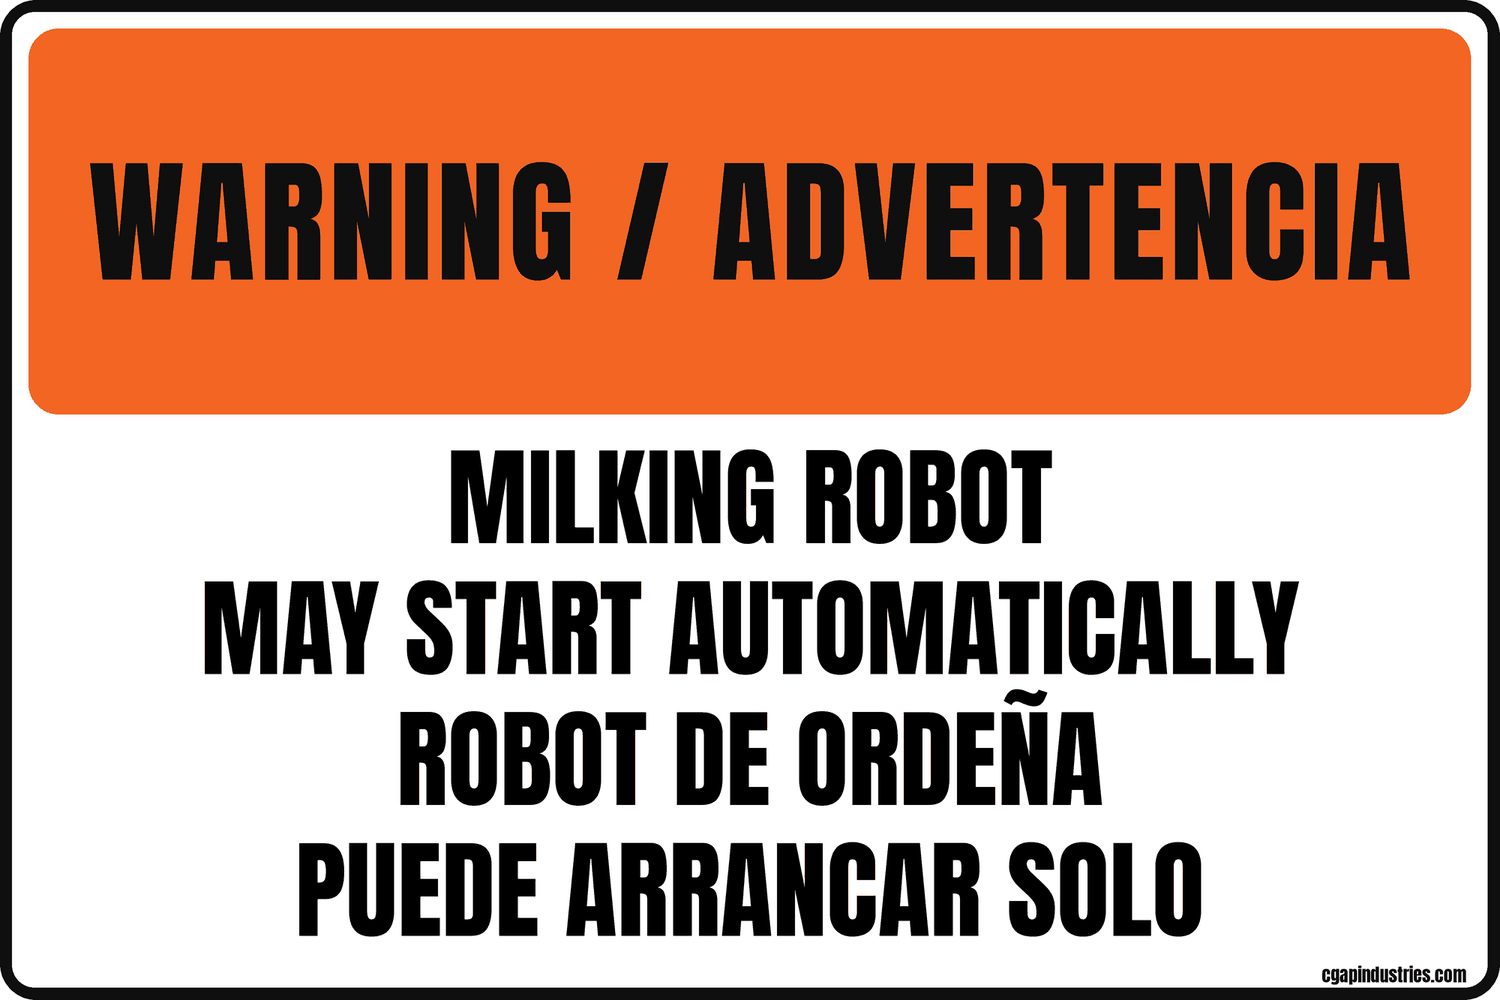 WARNING / ADVERTENCIA
MILKING ROBOT
MAY START AUTOMATICALLY
ROBOT DE ORDEÑA
PUEDE ARRANCAR SOLO
cgapindustries.com